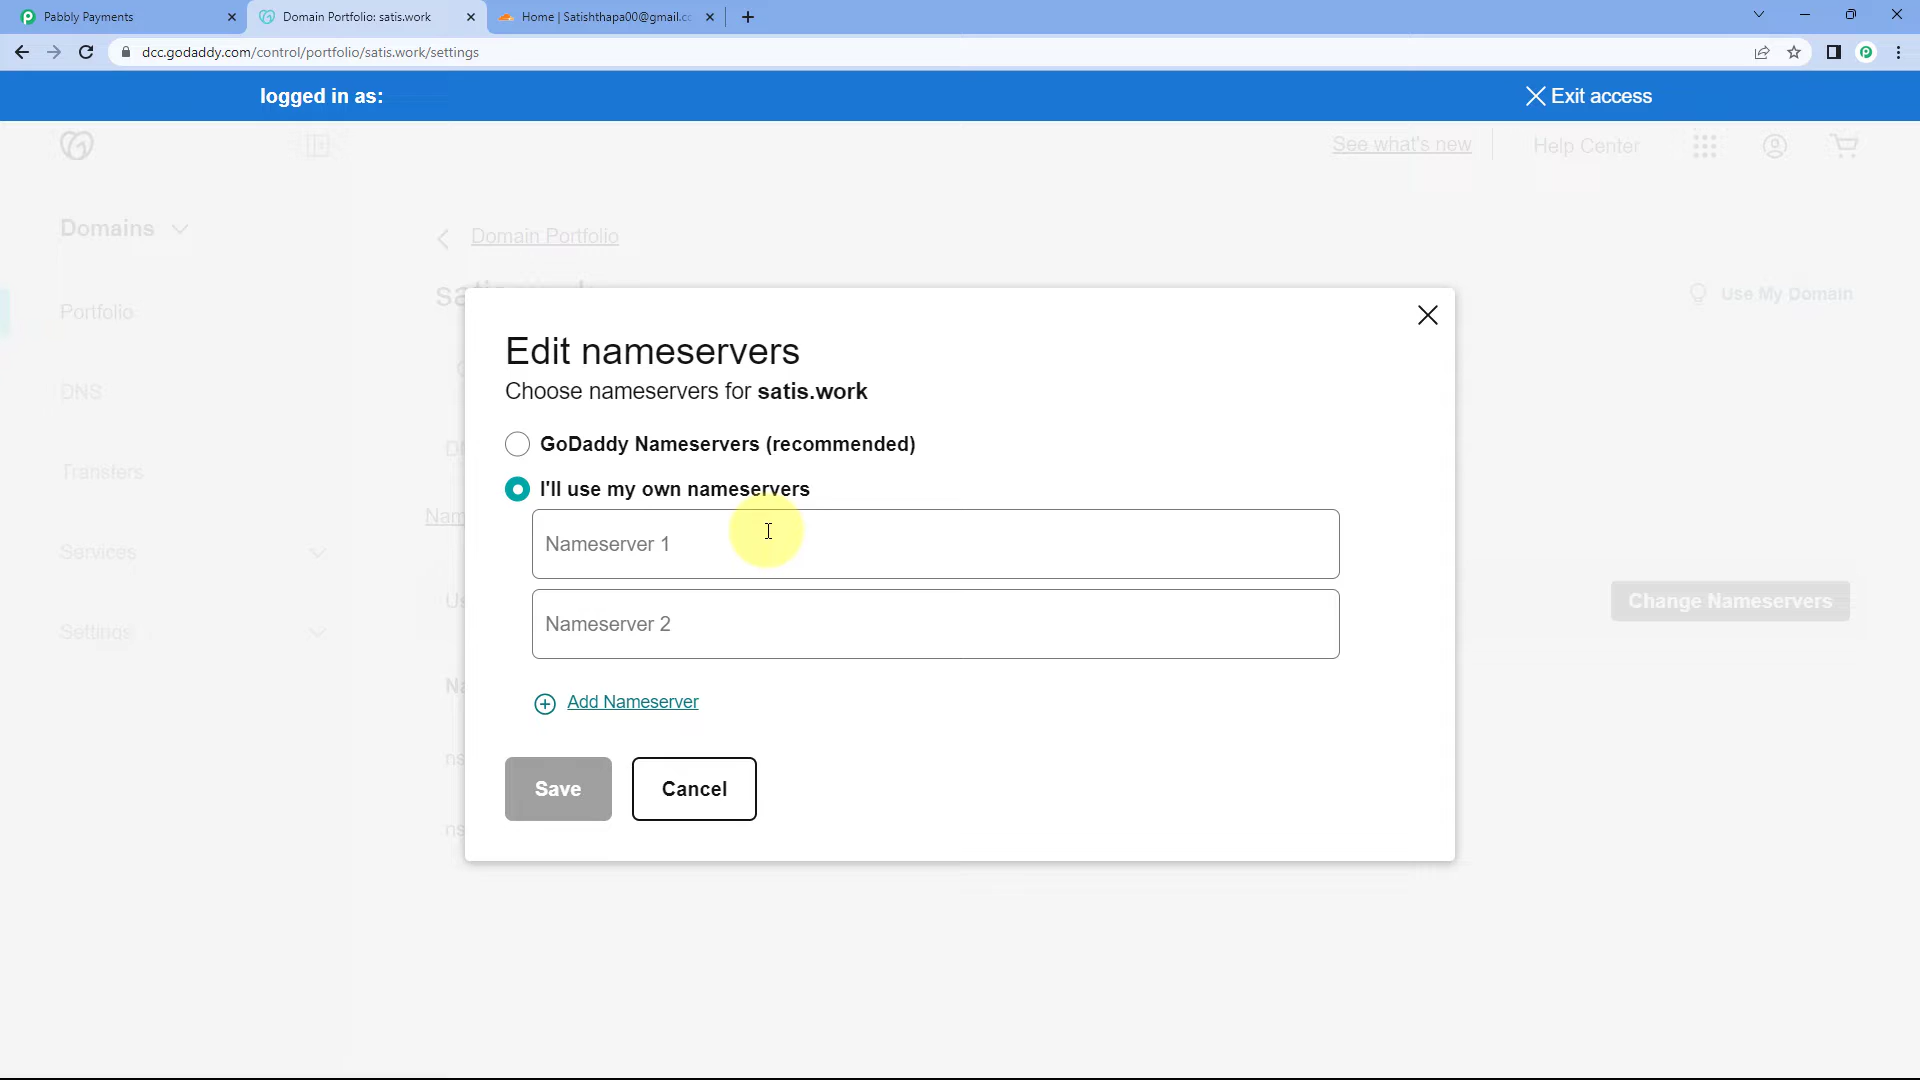 Pabbly Payments
Domain Portfolio: satis.work
Home | Satishthapa00@gmail.cc
dcc.godaddy.com/control/portfolio/satis.work/settings
logged in as:
Exit access
See what's new
Help Center
Domains
Domain Portfolio
Use My Domain
Portfolio
DNS
Transfers
Services
Settings
Change Nameservers
Edit nameservers
Choose nameservers for satis.work
GoDaddy Nameservers (recommended)
I'll use my own nameservers
Nameserver 1
Nameserver 2
Add Nameserver
Save
Cancel